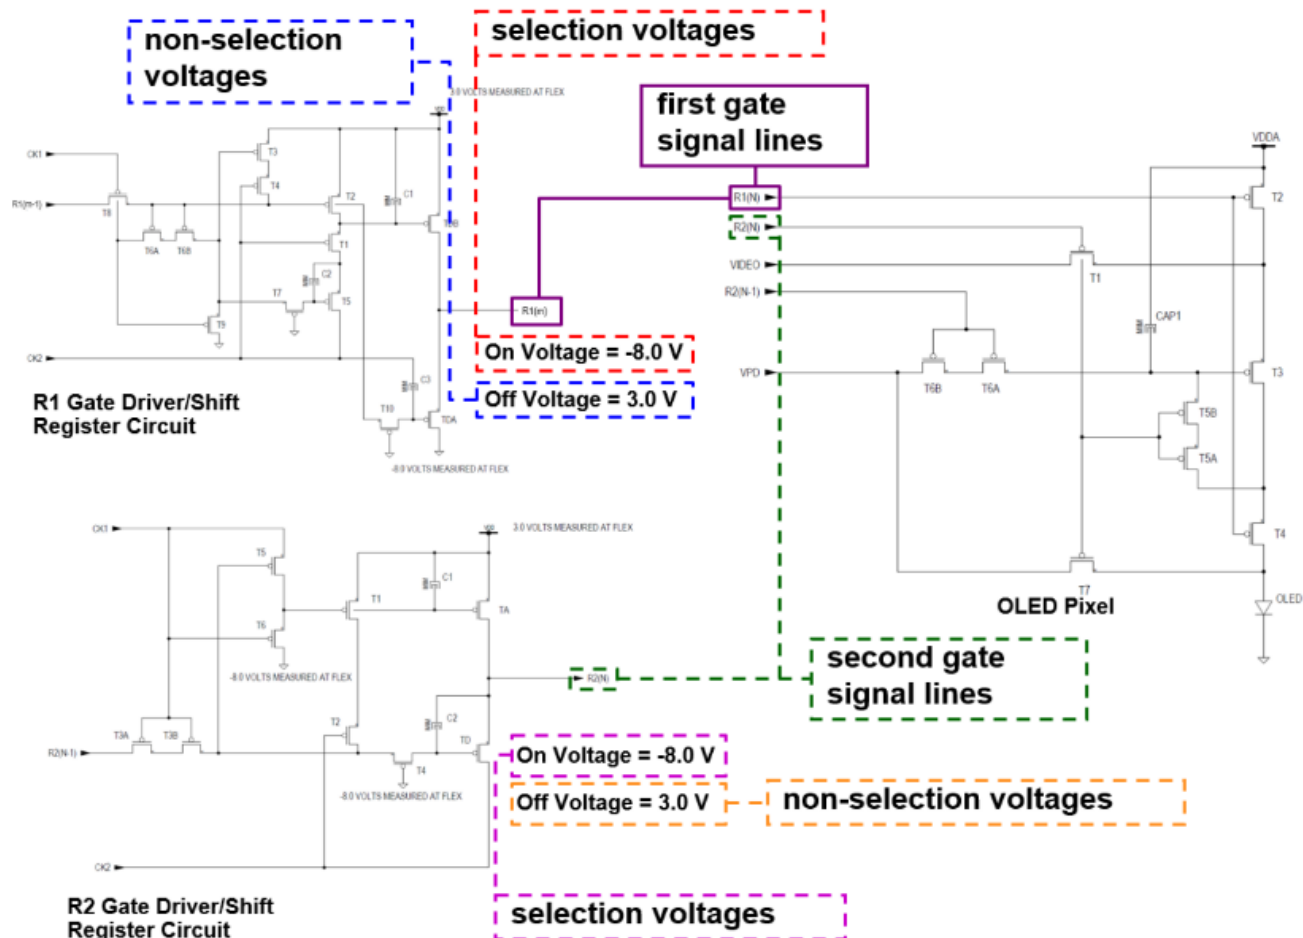 non-selection
voltages
selection voltages
3.0 VOLTS MEASURED AT FLEX
first gate
signal lines
VDDA
CK1
T3
T4
R1(N)
T2
R1(m-1)
T8
T2
C1
R2(N)
T6A
T6B
T1
VIDEO
T1
C2
R2(N-1)
T7
T5
R1(m)
CAP1
T9
On Voltage = -8.0 V
CK2
VPD
T6B
T6A
T3
C3
Off Voltage = 3.0 V
R1 Gate Driver/Shift
Register Circuit
T10
TDA
T5B
T5A
-8.0 VOLTS MEASURED AT FLEX
CK1
3.0 VOLTS MEASURED AT FLEX
T4
T5
C1
T7
T1
TA
OLED Pixel
OLED
T6
-8.0 VOLTS MEASURED AT FLEX
second gate
signal lines
R2(N)
T2
C2
T3A
T3B
TD
R2(N-1)
T4
On Voltage = -8.0 V
-8.0 VOLTS MEASURED AT FLEX
Off Voltage = 3.0 V
non-selection voltages
CK2
R2 Gate Driver/Shift
Register Circuit
selection voltages